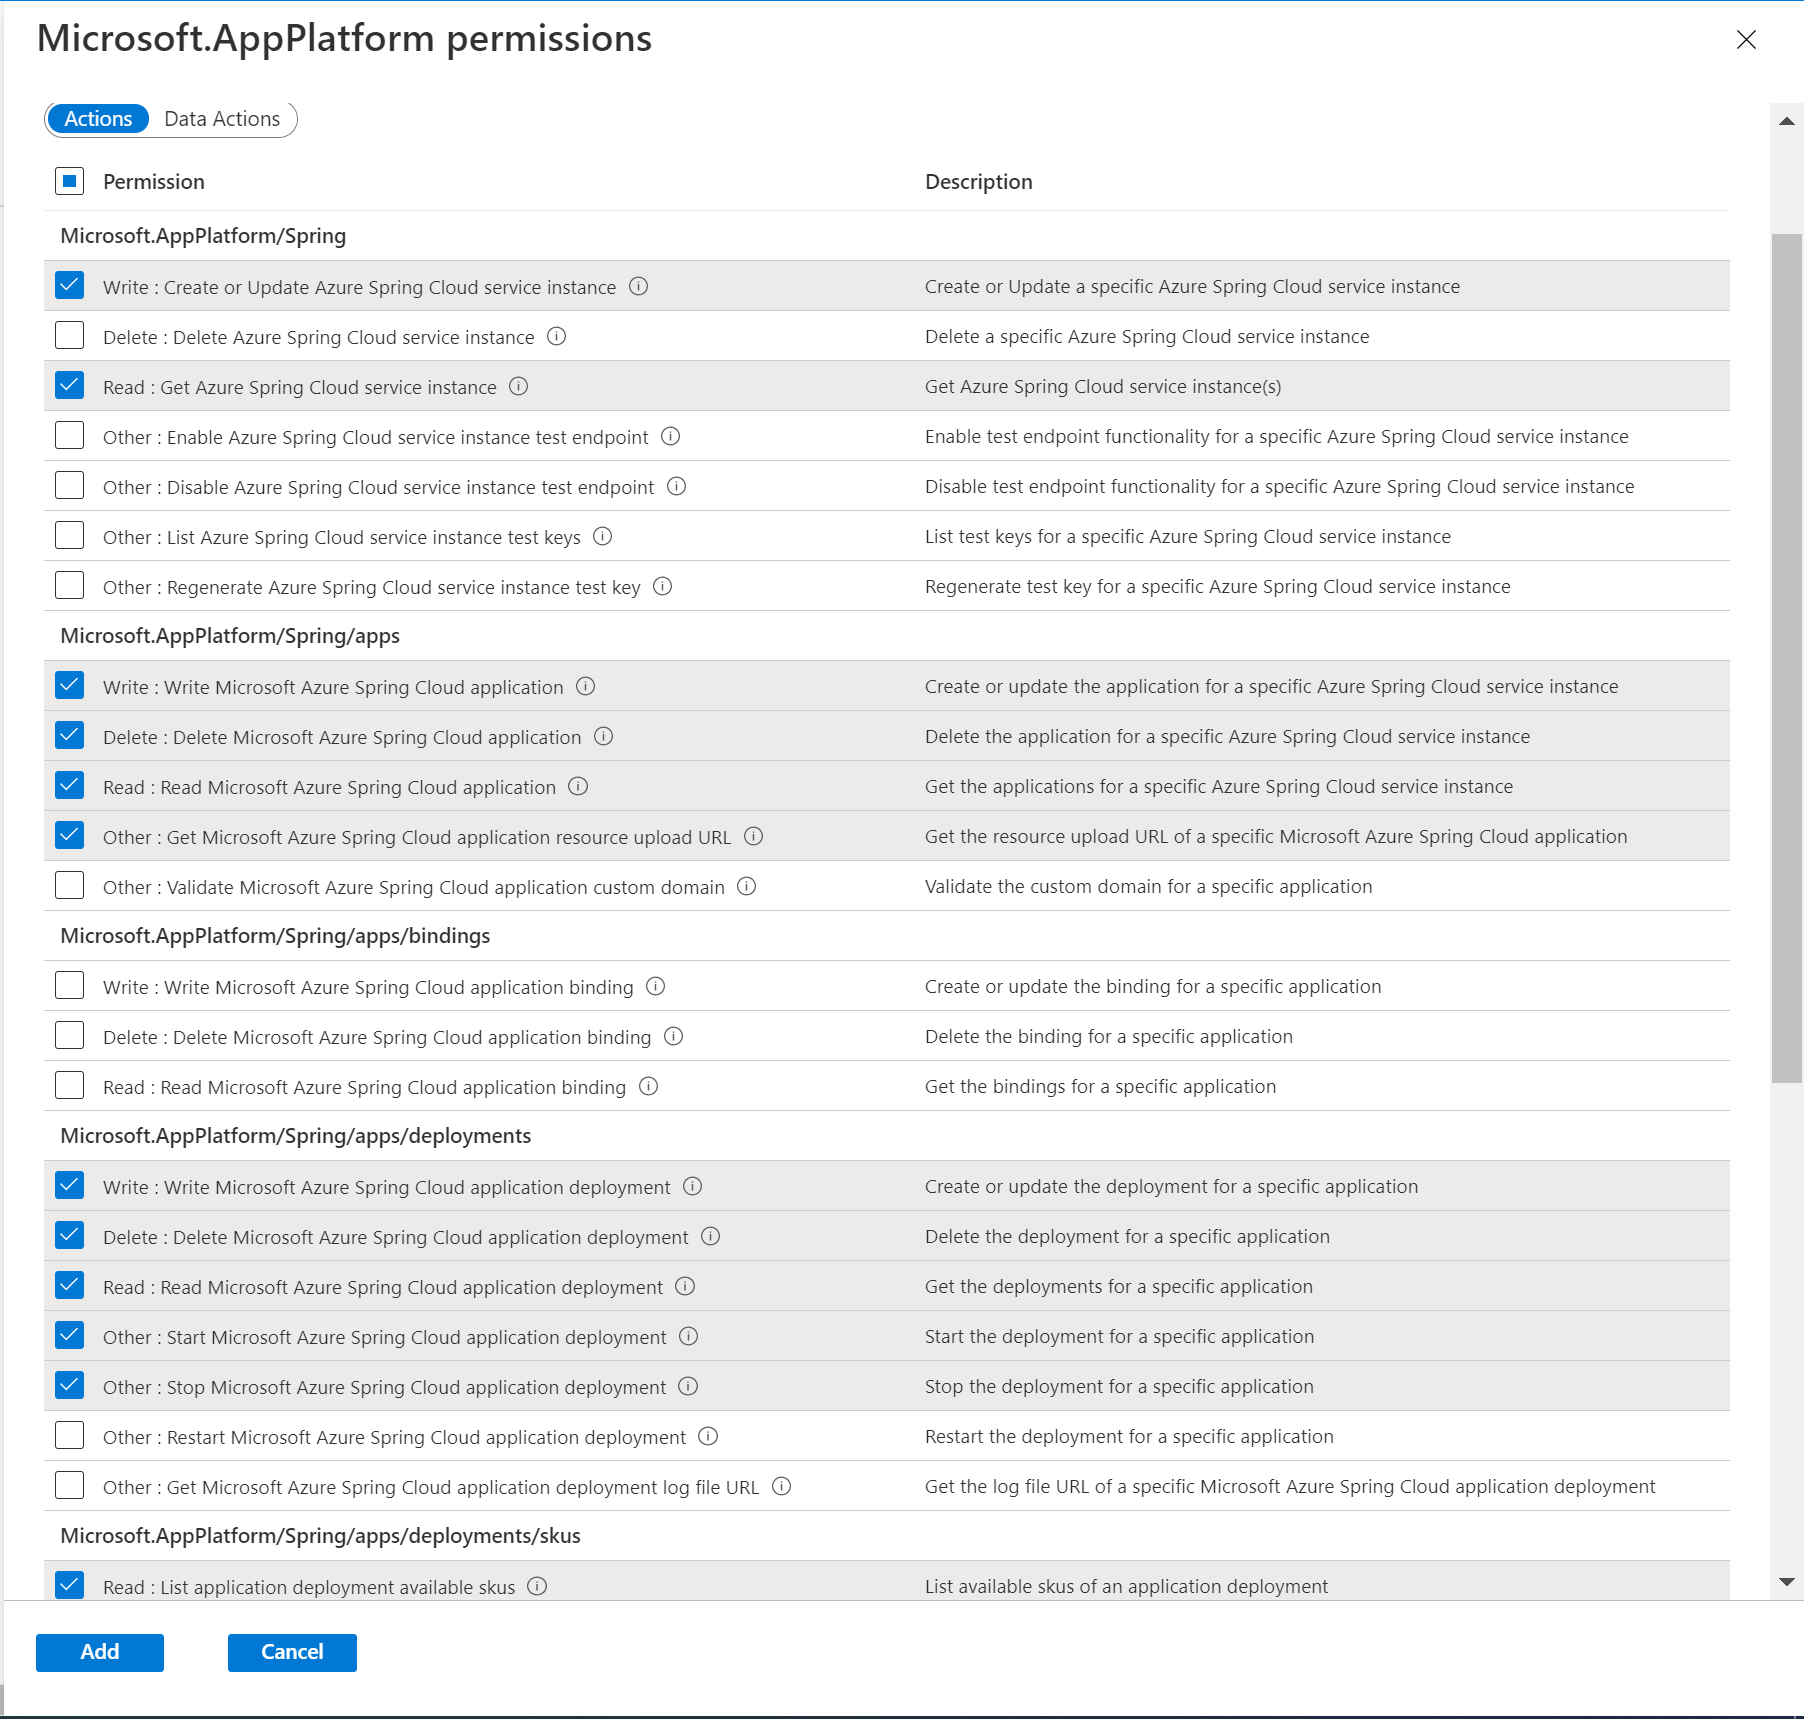 Microsoft.AppPlatform permissions
Actions Data Actions
Permission Description
Microsoft.AppPlatform/Spring
Write : Create or Update Azure Spring Cloud service instance Create or Update a specific Azure Spring Cloud service instance
Delete : Delete Azure Spring Cloud service instance Delete a specific Azure Spring Cloud service instance
Read : Get Azure Spring Cloud service instance Get Azure Spring Cloud service instance(s)
Other : Enable Azure Spring Cloud service instance test endpoint Enable test endpoint functionality for a specific Azure Spring Cloud service instance
Other : Disable Azure Spring Cloud service instance test endpoint Disable test endpoint functionality for a specific Azure Spring Cloud service instance
Other : List Azure Spring Cloud service instance test keys List test keys for a specific Azure Spring Cloud service instance
Other : Regenerate Azure Spring Cloud service instance test key Regenerate test key for a specific Azure Spring Cloud service instance
Microsoft.AppPlatform/Spring/apps
Write : Write Microsoft Azure Spring Cloud application Create or update the application for a specific Azure Spring Cloud service instance
Delete : Delete Microsoft Azure Spring Cloud application Delete the application for a specific Azure Spring Cloud service instance
Read : Read Microsoft Azure Spring Cloud application Get the applications for a specific Azure Spring Cloud service instance
Other : Get Microsoft Azure Spring Cloud application resource upload URL Get the resource upload URL of a specific Microsoft Azure Spring Cloud application
Other : Validate Microsoft Azure Spring Cloud application custom domain Validate the custom domain for a specific application
Microsoft.AppPlatform/Spring/apps/bindings
Write : Write Microsoft Azure Spring Cloud application binding Create or update the binding for a specific application
Delete : Delete Microsoft Azure Spring Cloud application binding Delete the binding for a specific application
Read : Read Microsoft Azure Spring Cloud application binding Get the bindings for a specific application
Microsoft.AppPlatform/Spring/apps/deployments
Write : Write Microsoft Azure Spring Cloud application deployment Create or update the deployment for a specific application
Delete : Delete Microsoft Azure Spring Cloud application deployment Delete the deployment for a specific application
Read : Read Microsoft Azure Spring Cloud application deployment Get the deployments for a specific application
Other : Start Microsoft Azure Spring Cloud application deployment Start the deployment for a specific application
Other : Stop Microsoft Azure Spring Cloud application deployment Stop the deployment for a specific application
Other : Restart Microsoft Azure Spring Cloud application deployment Restart the deployment for a specific application
Other : Get Microsoft Azure Spring Cloud application deployment log file URL Get the log file URL of a specific Microsoft Azure Spring Cloud application deployment
Microsoft.AppPlatform/Spring/apps/deployments/skus
Read : List application deployment available skus List available skus of an application deployment
Add Cancel